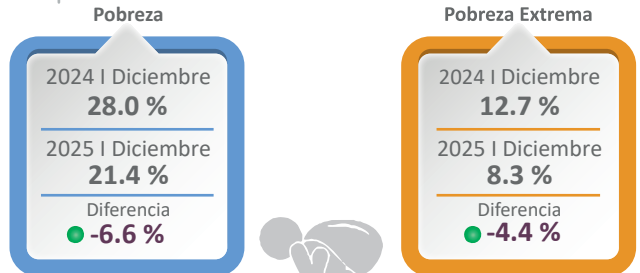 Pobreza
2024 I Diciembre
28.0 %
2025 I Diciembre
21.4 %
Diferencia
-6.6 %
Pobreza Extrema
2024 I Diciembre
12.7 %
2025 I Diciembre
8.3 %
Diferencia
-4.4 %